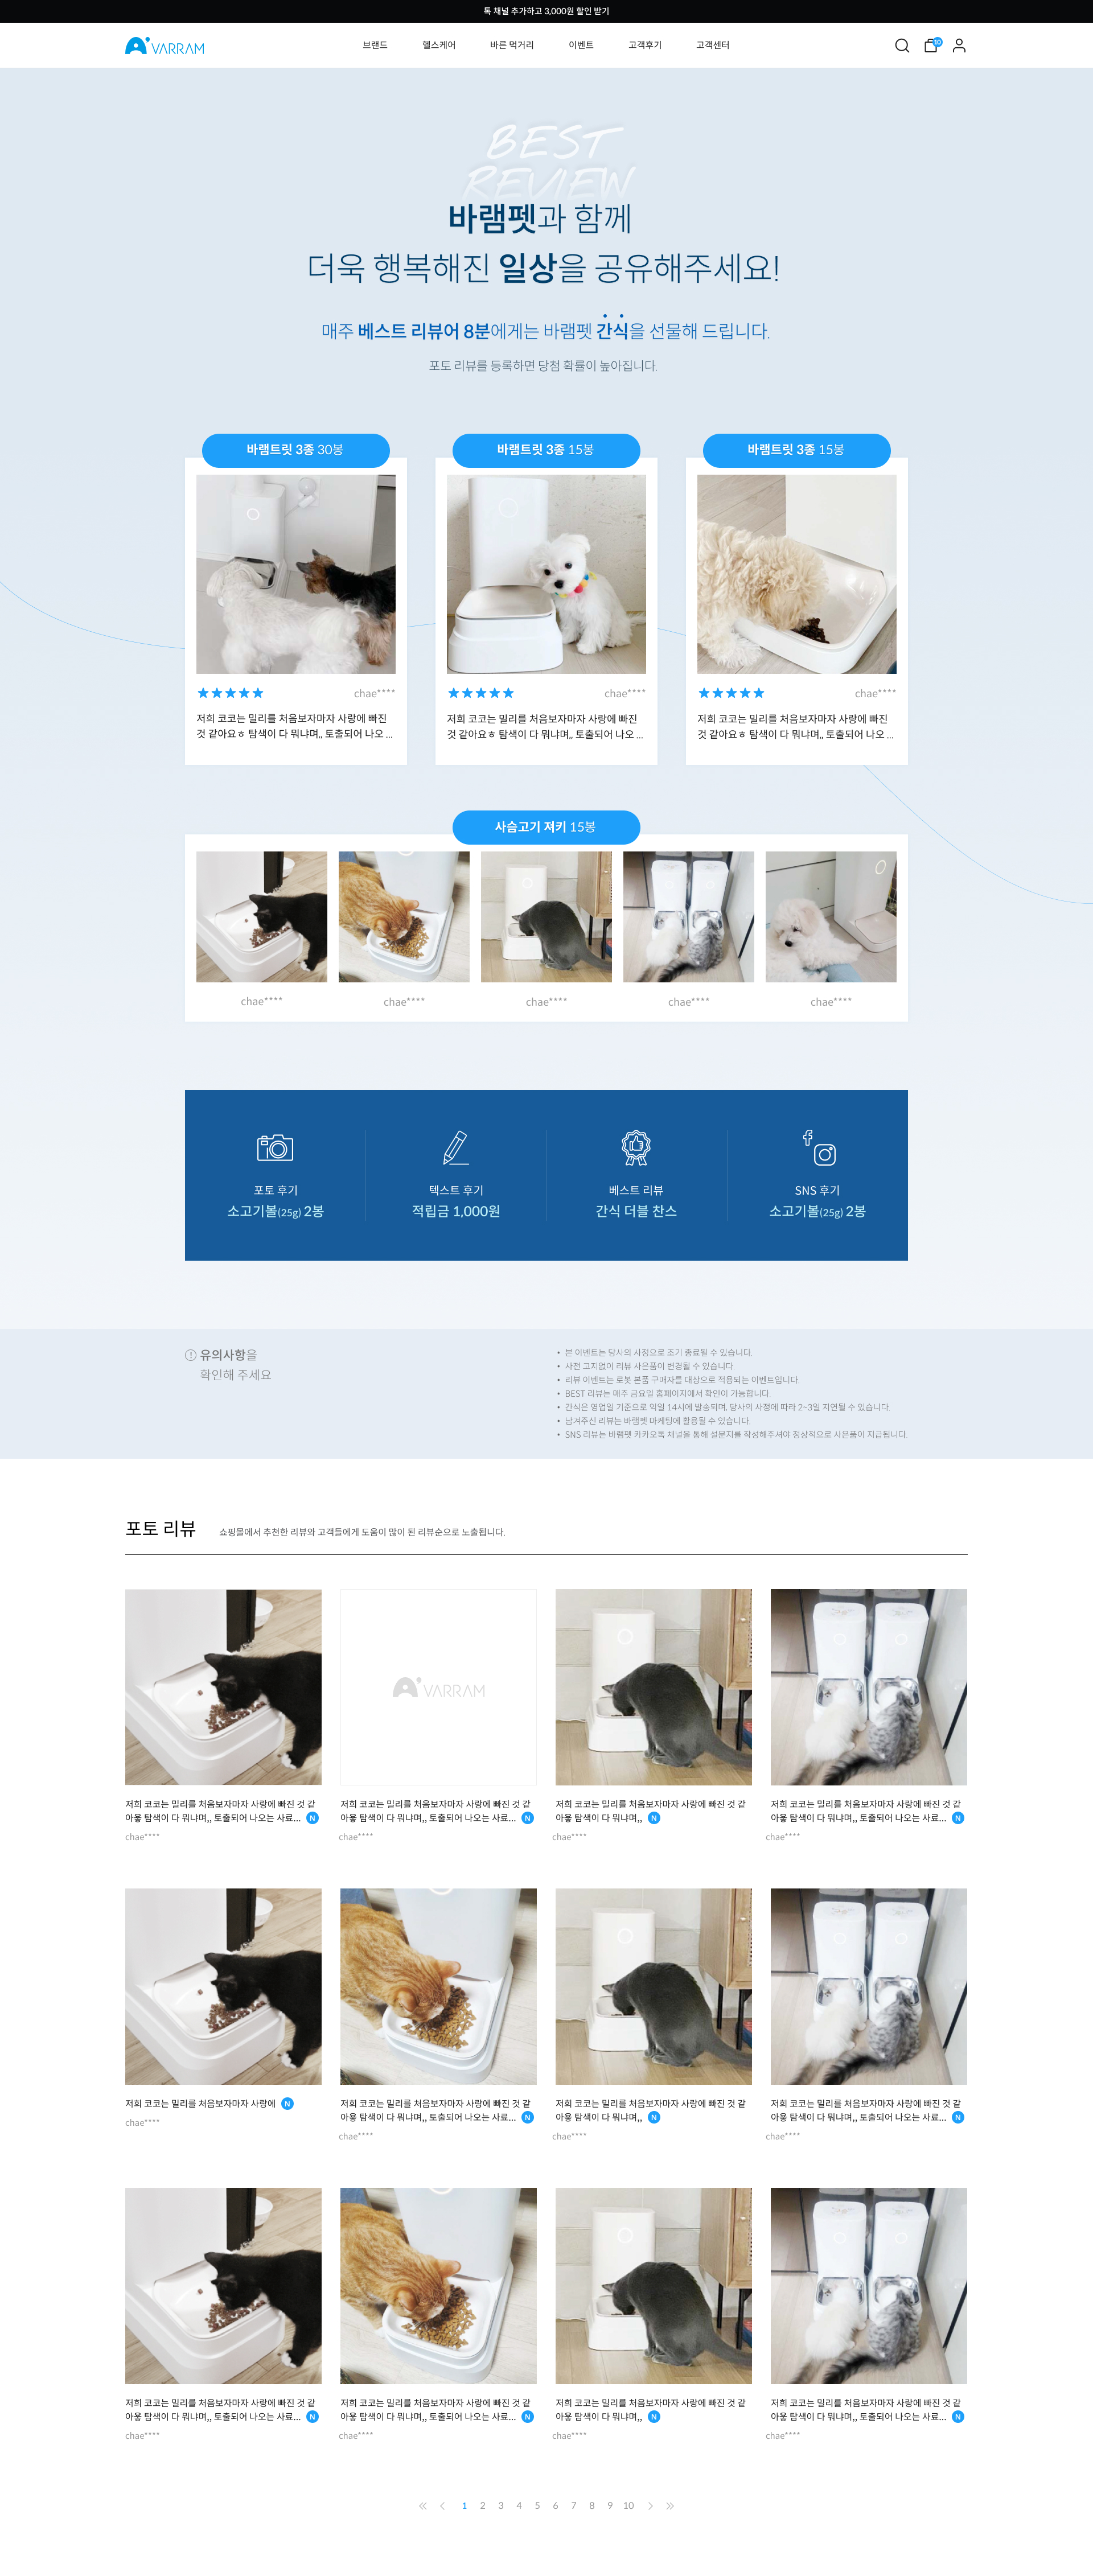 톡 채널 추가하고 3,000원 할인 받기
VARRAM
브랜드 헬스케어 바른 먹거리 이벤트 고객후기 고객센터
10
BEST
REVIEW
바램펫과 함께
더욱 행복해진 일상을 공유해주세요!
매주 베스트 리뷰어 8분에게는 바램펫 간식을 선물해 드립니다.
포토 리뷰를 등록하면 당첨 확률이 높아집니다.
바램트릿 3종 30봉
바램트릿 3종 15봉
바램트릿 3종 15봉
chae****
저희 코코는 밀리를 처음보자마자 사랑에 빠진
것 같아요ㅎ 탐색이 다 뭐냐며,, 토출되어 나오 ...
chae****
저희 코코는 밀리를 처음보자마자 사랑에 빠진
것 같아요ㅎ 탐색이 다 뭐냐며,, 토출되어 나오 ...
chae****
저희 코코는 밀리를 처음보자마자 사랑에 빠진
것 같아요ㅎ 탐색이 다 뭐냐며,, 토출되어 나오 ...
사슴고기 져키 15봉
chae**** chae**** chae**** chae**** chae****
포토 후기
소고기볼(25g) 2봉
텍스트 후기
적립금 1,000원
베스트 리뷰
간식 더블 찬스
SNS 후기
소고기볼(25g) 2봉
유의사항을
확인해 주세요
• 본 이벤트는 당사의 사정으로 조기 종료될 수 있습니다.
• 사전 고지없이 리뷰 사은품이 변경될 수 있습니다.
• 리뷰 이벤트는 로봇 본품 구매자를 대상으로 적용되는 이벤트입니다.
• BEST 리뷰는 매주 금요일 홈페이지에서 확인이 가능합니다.
• 간식은 영업일 기준으로 익일 14시에 발송되며, 당사의 사정에 따라 2~3일 지연될 수 있습니다.
• 남겨주신 리뷰는 바램펫 마케팅에 활용될 수 있습니다.
• SNS 리뷰는 바램펫 카카오톡 채널을 통해 설문지를 작성해주셔야 정상적으로 사은품이 지급됩니다.
포토 리뷰
쇼핑몰에서 추천한 리뷰와 고객들에게 도움이 많이 된 리뷰순으로 노출됩니다.
VARRAM
저희 코코는 밀리를 처음보자마자 사랑에 빠진 것 같
아욯 탐색이 다 뭐냐며,, 토출되어 나오는 사료... N
chae****
저희 코코는 밀리를 처음보자마자 사랑에 빠진 것 같
아욯 탐색이 다 뭐냐며,, 토출되어 나오는 사료... N
chae****
저희 코코는 밀리를 처음보자마자 사랑에 빠진 것 같
아욯 탐색이 다 뭐냐며,, N
chae****
저희 코코는 밀리를 처음보자마자 사랑에 빠진 것 같
아욯 탐색이 다 뭐냐며,, 토출되어 나오는 사료... N
chae****
저희 코코는 밀리를 처음보자마자 사랑에 N
chae****
저희 코코는 밀리를 처음보자마자 사랑에 빠진 것 같
아욯 탐색이 다 뭐냐며,, 토출되어 나오는 사료... N
chae****
저희 코코는 밀리를 처음보자마자 사랑에 빠진 것 같
아욯 탐색이 다 뭐냐며,, N
chae****
저희 코코는 밀리를 처음보자마자 사랑에 빠진 것 같
아욯 탐색이 다 뭐냐며,, 토출되어 나오는 사료... N
chae****
저희 코코는 밀리를 처음보자마자 사랑에 빠진 것 같
아욯 탐색이 다 뭐냐며,, 토출되어 나오는 사료... N
chae****
저희 코코는 밀리를 처음보자마자 사랑에 빠진 것 같
아욯 탐색이 다 뭐냐며,, 토출되어 나오는 사료... N
chae****
저희 코코는 밀리를 처음보자마자 사랑에 빠진 것 같
아욯 탐색이 다 뭐냐며,, N
chae****
저희 코코는 밀리를 처음보자마자 사랑에 빠진 것 같
아욯 탐색이 다 뭐냐며,, 토출되어 나오는 사료... N
chae****
1 2 3 4 5 6 7 8 9 10